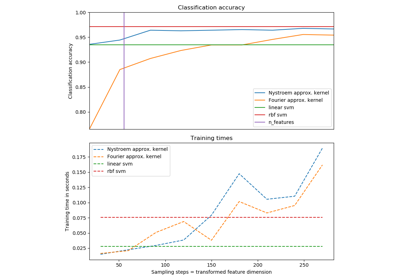 Classification accuracy
1.00
0.95
0.90
0.85
0.80
Classification accuracy
Nystroem approx. kernel
Fourier approx. kernel
linear svm
rbf svm
n_features
Training times
0.175
0.150
0.125
0.100
0.075
0.050
0.025
Training time in seconds
Nystroem approx. kernel
Fourier approx. kernel
linear svm
rbf svm
50 100 150 200 250
Sampling steps = transformed feature dimension